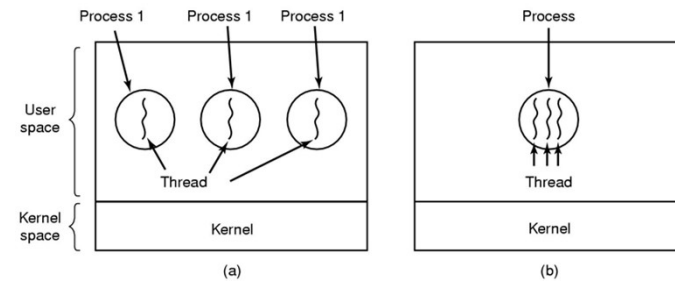 Process 1 Process 1 Process 1
Process
User
space
Thread
Thread
Kernel
space
Kernel
Kernel
(a)
(b)